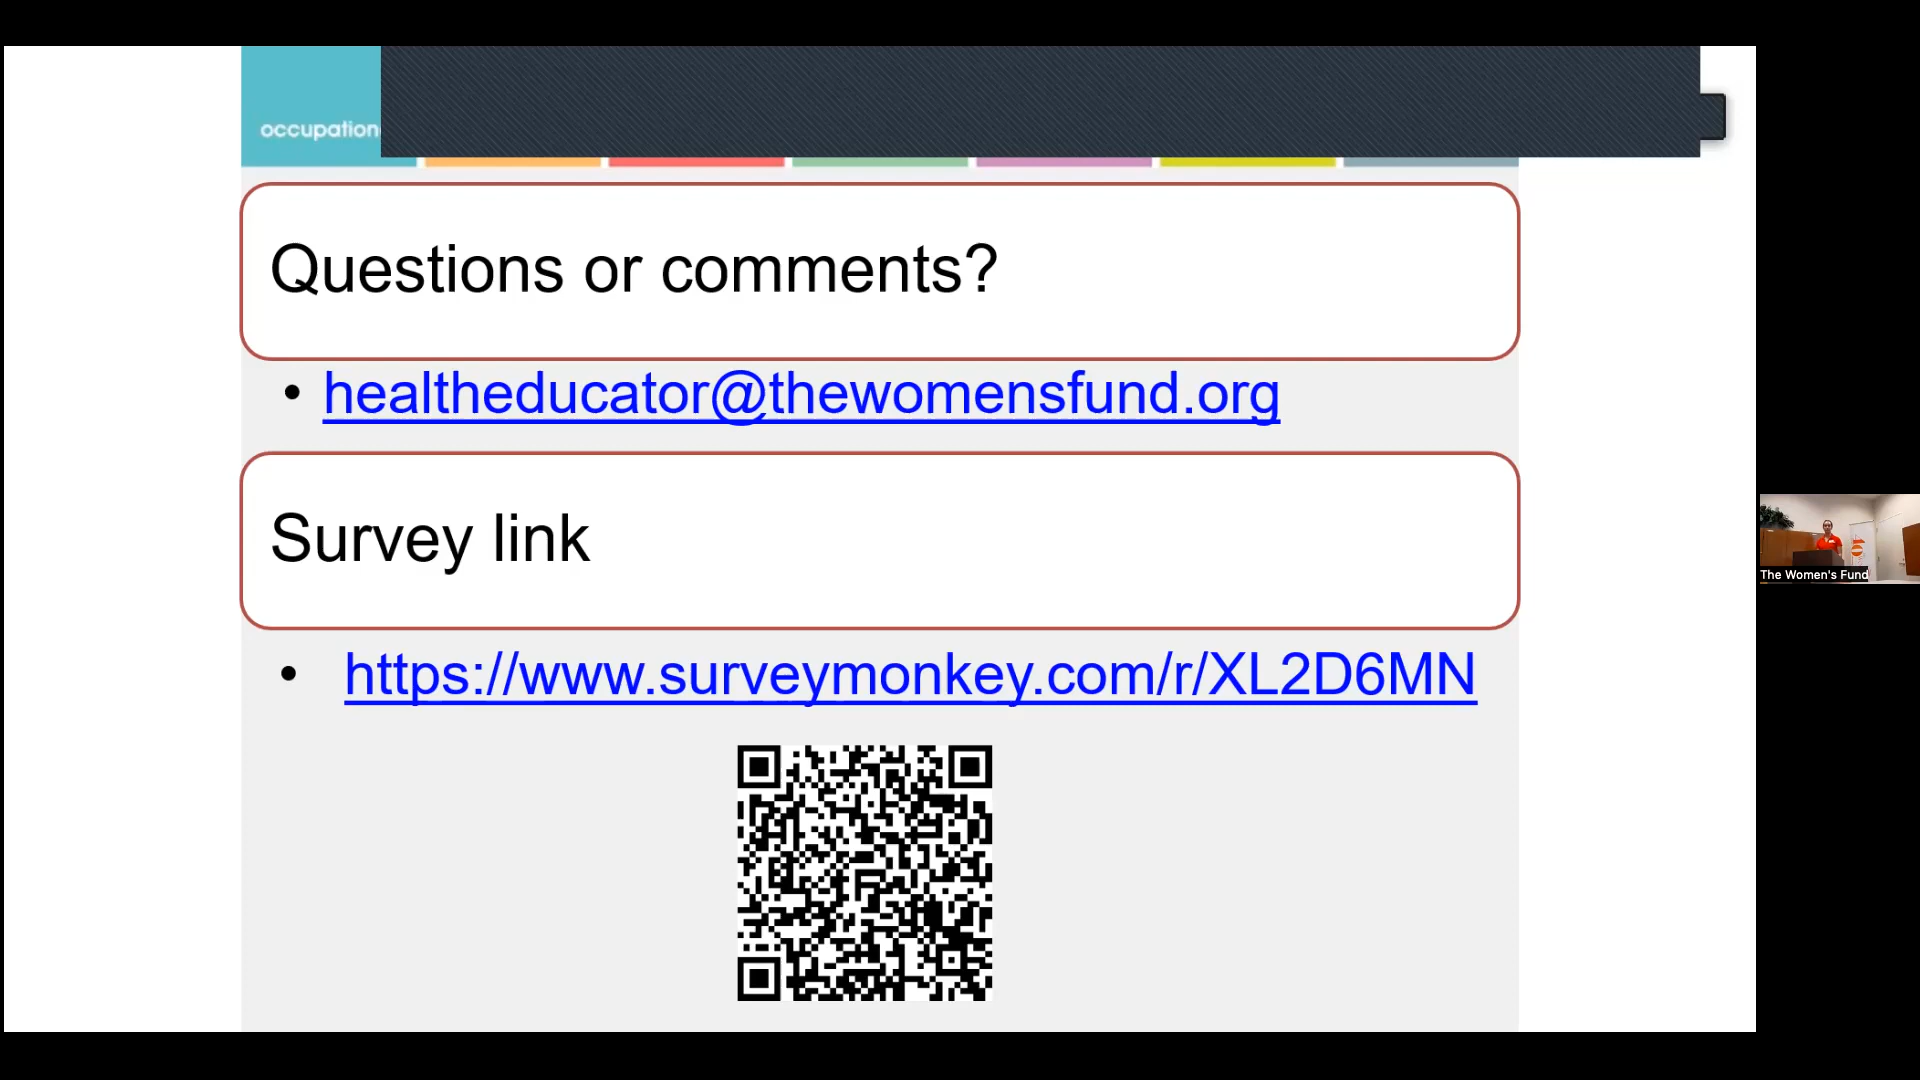 occupation
Questions or comments?
• healtheducator@thewomensfund.org
Survey link
• https://www.surveymonkey.com/r/XL2D6MN
The Women's Fund